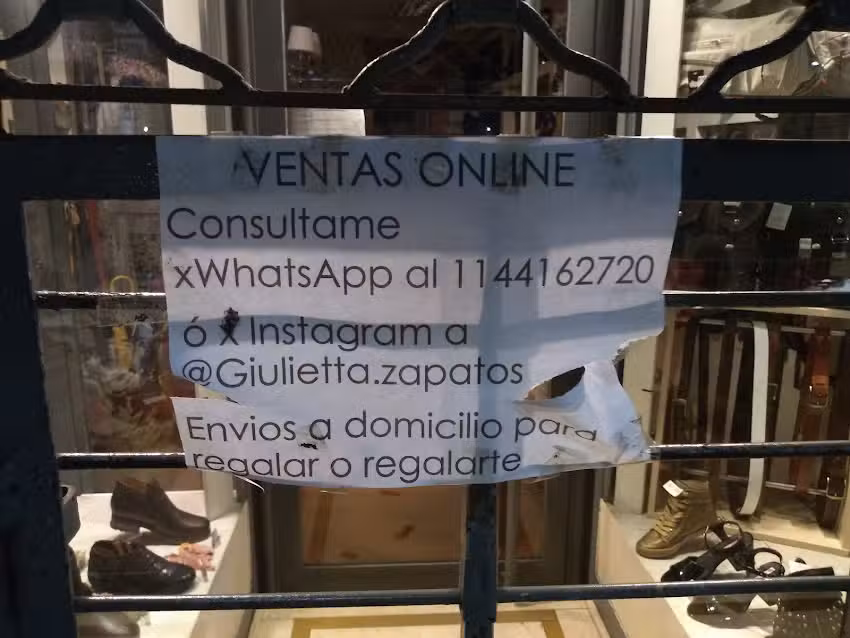 VENTAS ONLINE
Consultame
xWhatsApp al 1144162720
ó x Instagram a
@Giulietta.zapatos
Envios a domicilio para
regalar o regalarte